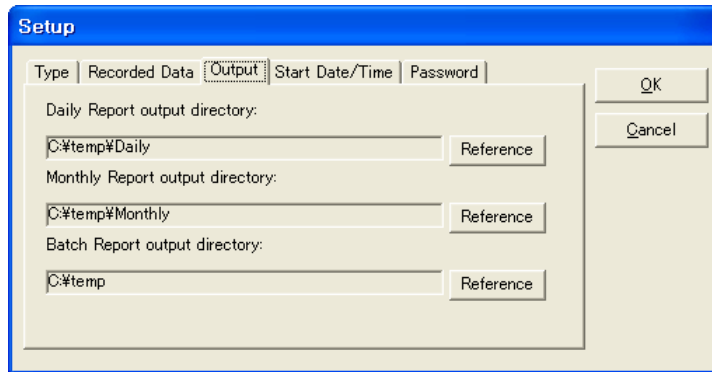 Setup
Type Recorded Data Output Start Date/Time Password
OK
Cancel
Daily Report output directory:
C:¥temp¥Daily Reference
Monthly Report output directory:
C:¥temp¥Monthly Reference
Batch Report output directory:
C:¥temp Reference